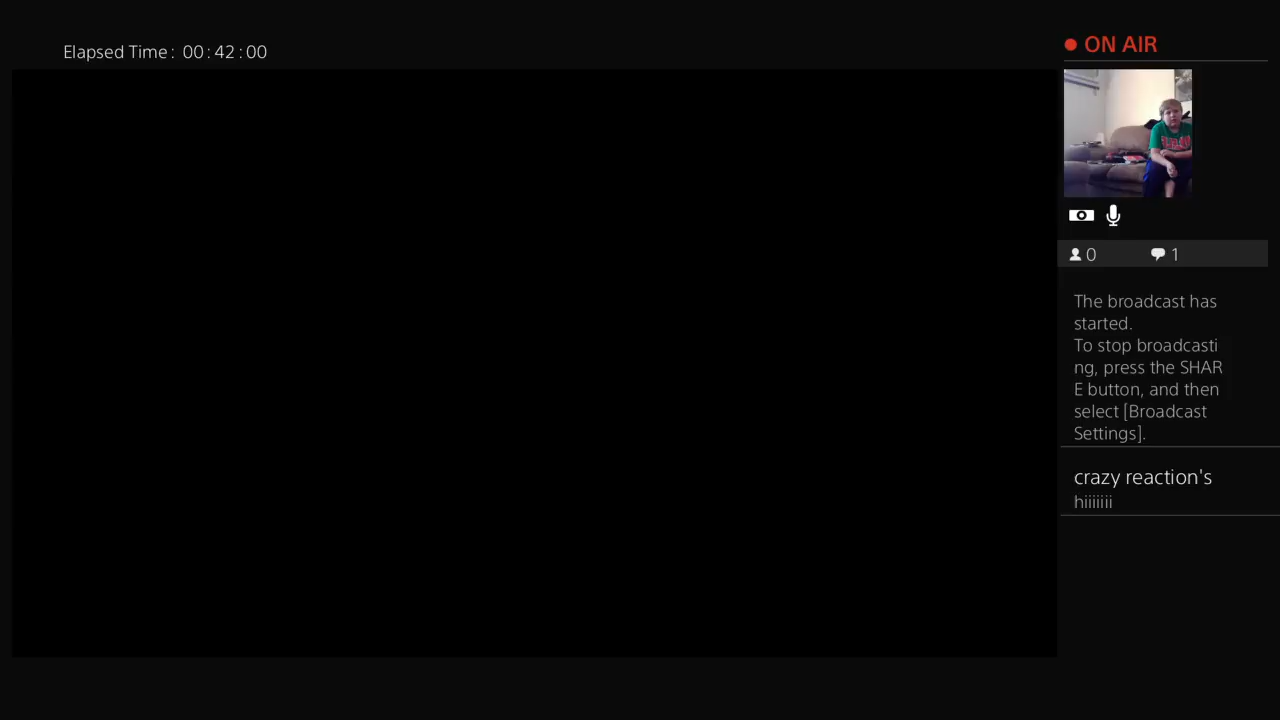 Elapsed Time: 00:42:00
ON AIR
0 1
The broadcast has
started.
To stop broadcasti
ng, press the SHAR
E button, and then
select [Broadcast
Settings].
crazy reaction's
hiiiiiii